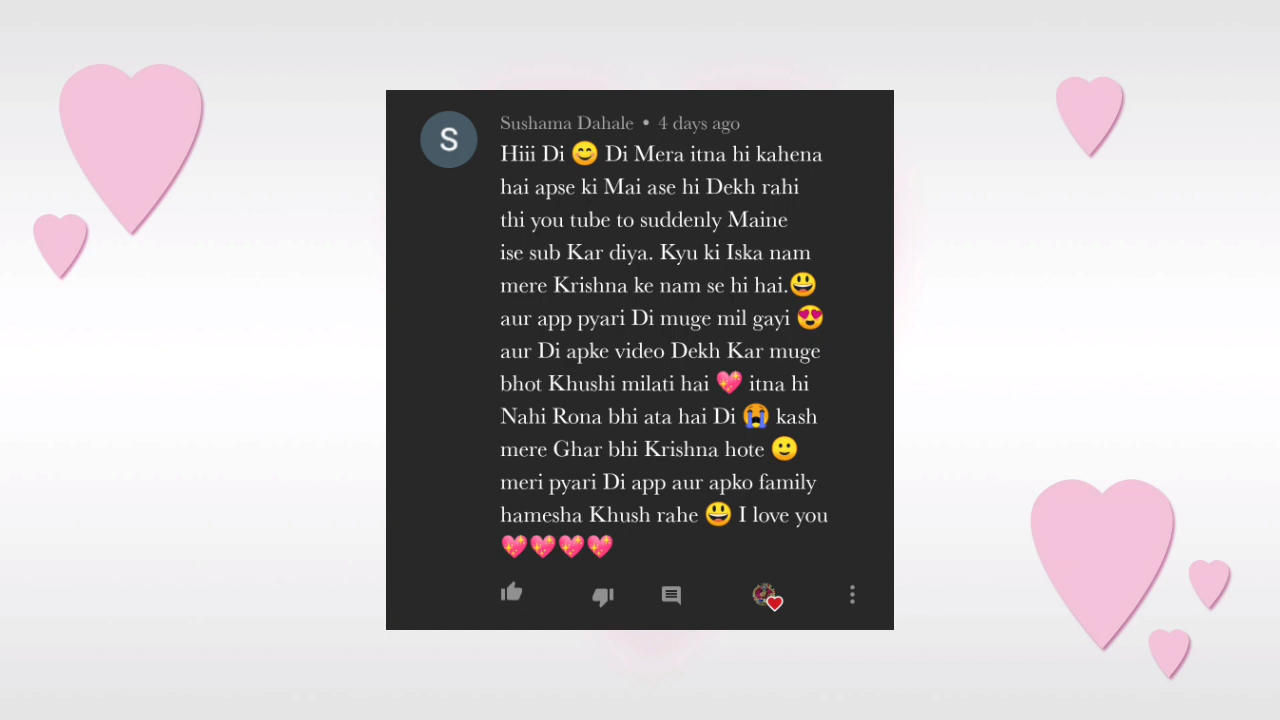 S
Sushama Dahale • 4 days ago
Hiii Di 😊 Di Mera itna hi kahena
hai apse ki Mai ase hi Dekh rahi
thi you tube to suddenly Maine
ise sub Kar diya. Kyu ki Iska nam
mere Krishna ke nam se hi hai.😃
aur app pyari Di muge mil gayi 😍
aur Di apke video Dekh Kar muge
bhot Khushi milati hai 💖 itna hi
Nahi Rona bhi ata hai Di 😭 kash
mere Ghar bhi Krishna hote 🙂
meri pyari Di app aur apko family
hamesha Khush rahe 😃 I love you
💖💖💖💖